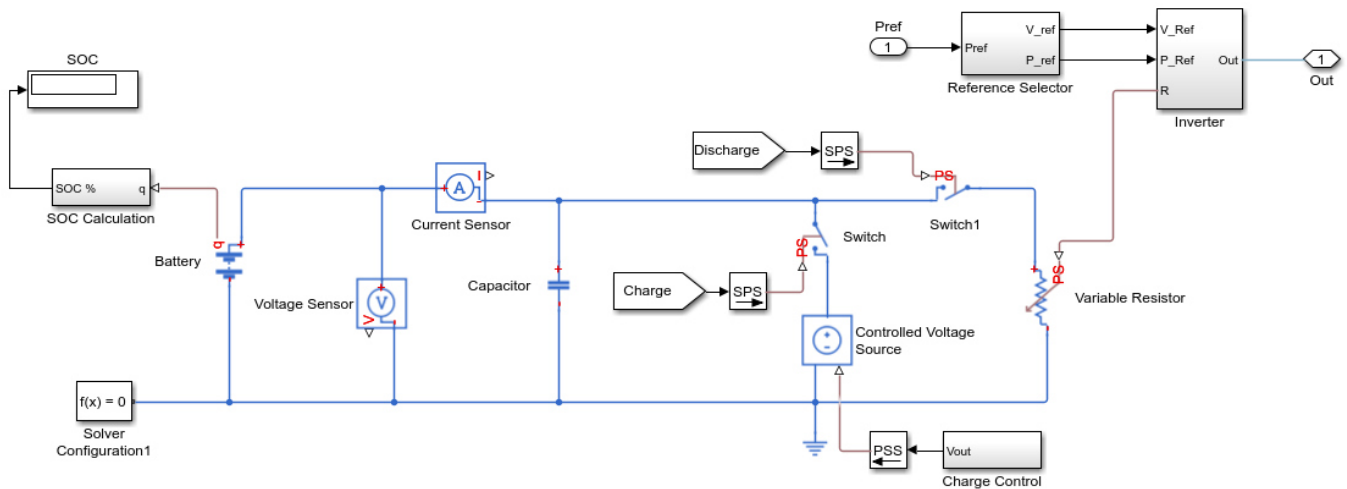 Pref
1
Pref
V_ref
P_ref
Reference Selector
V_Ref
P_Ref
R
Out
Inverter
1
Out
SOC
SOC %
q
SOC Calculation
Battery
q
+
-
Voltage Sensor
V
+
-
V
A
+
I
-
Current Sensor
Capacitor
+
-
Discharge
SPS
PS
Switch1
Charge
SPS
PS
Switch
Controlled Voltage
Source
+
-
PS
Variable Resistor
f(x) = 0
Solver
Configuration1
PSS
Vout
Charge Control